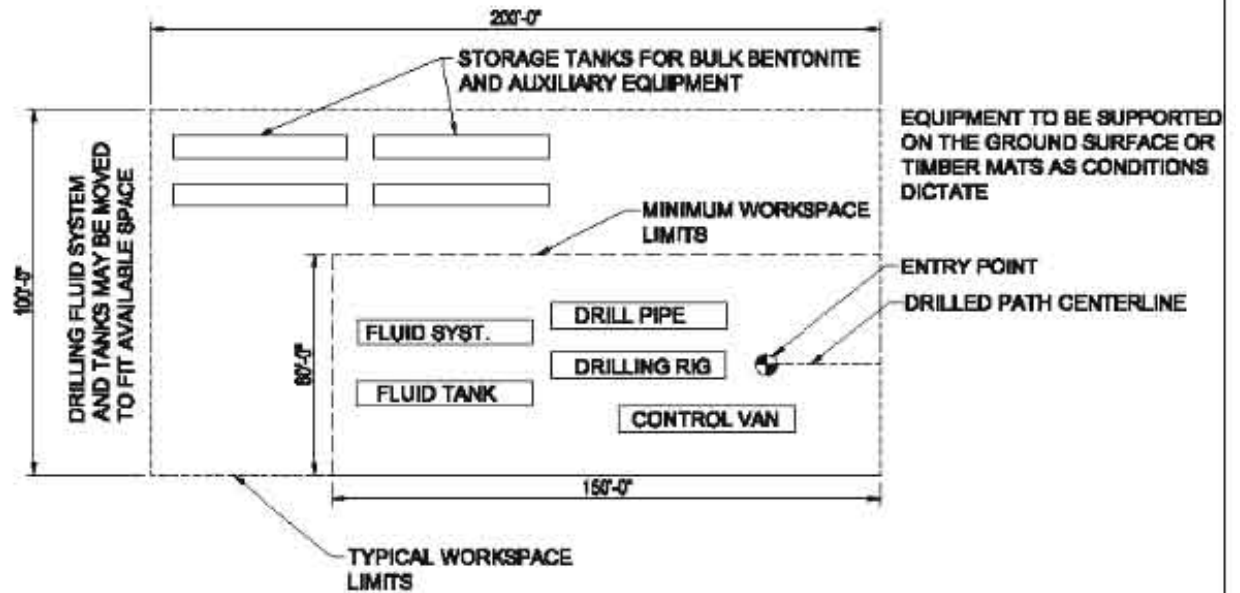 200'-0"
STORAGE TANKS FOR BULK BENTONITE
AND AUXILIARY EQUIPMENT
EQUIPMENT TO BE SUPPORTED
ON THE GROUND SURFACE OR
TIMBER MATS AS CONDITIONS
DICTATE
100'-0"
DRILLING FLUID SYSTEM
AND TANKS MAY BE MOVED
TO FIT AVAILABLE SPACE
MINIMUM WORKSPACE
LIMITS
ENTRY POINT
DRILLED PATH CENTERLINE
60'-0"
FLUID SYST.
DRILL PIPE
DRILLING RIG
FLUID TANK
CONTROL VAN
150'-0"
TYPICAL WORKSPACE
LIMITS